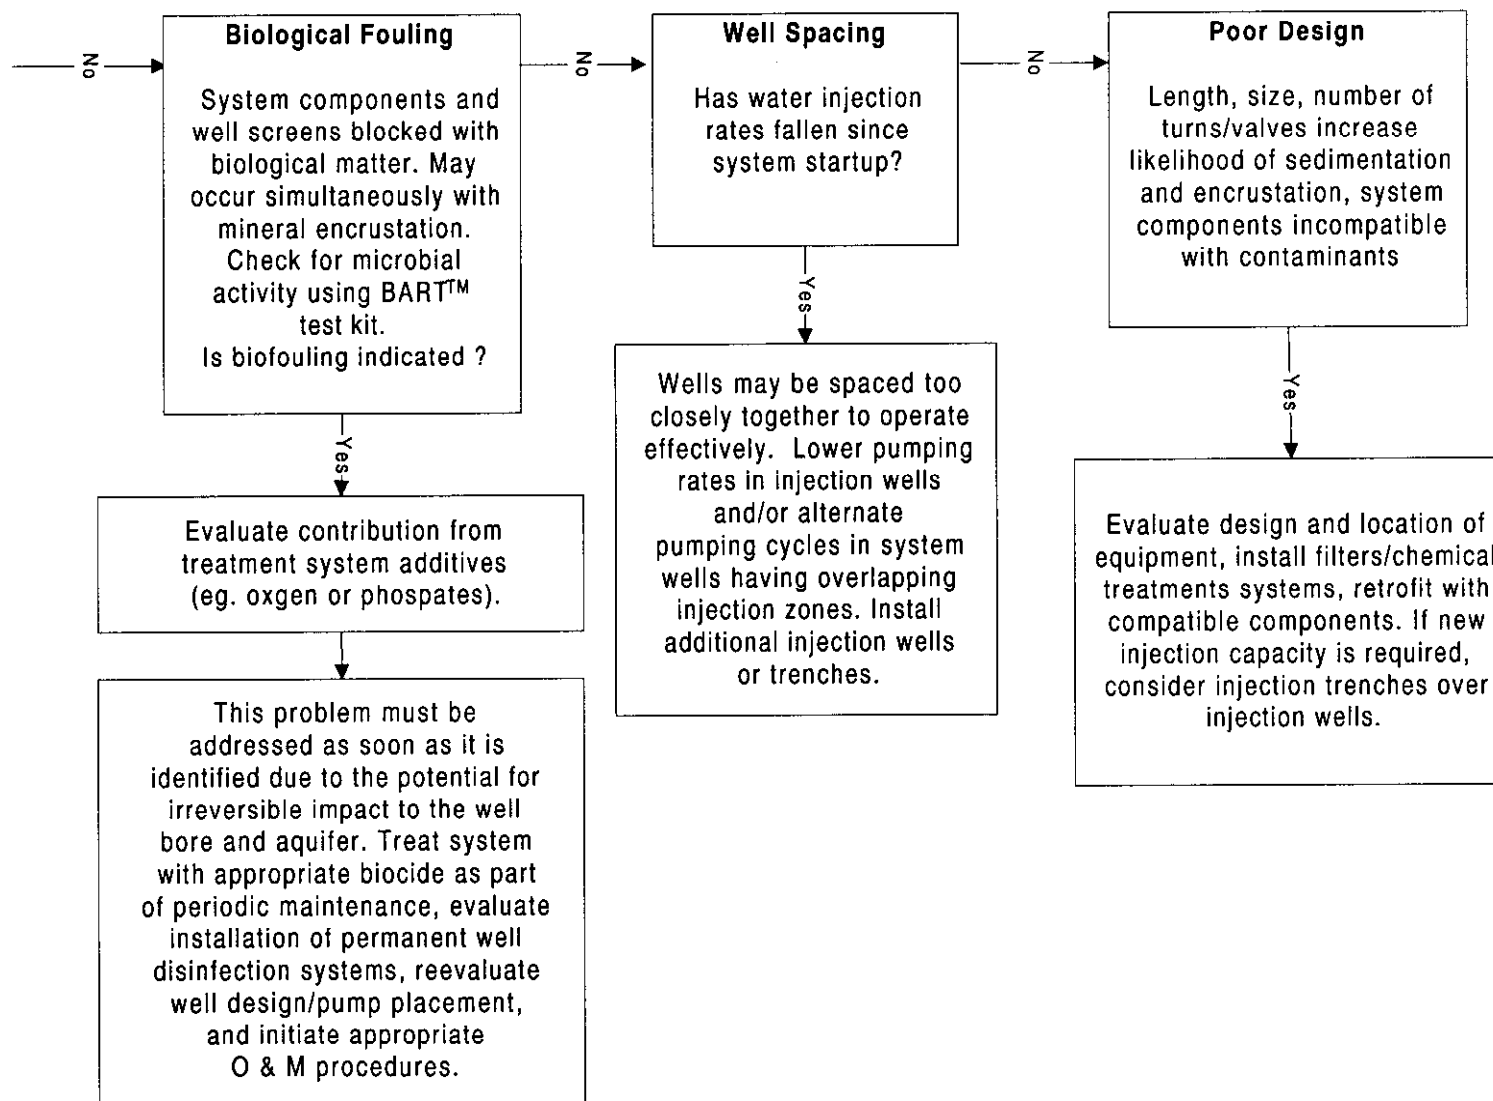 No
Biological Fouling
System components and
well screens blocked with
biological matter. May
occur simultaneously with
mineral encrustation.
Check for microbial
activity using BART™
test kit.
Is biofouling indicated ?
Yes
Evaluate contribution from
treatment system additives
(eg. oxgen or phospates).
This problem must be
addressed as soon as it is
identified due to the potential for
irreversible impact to the well
bore and aquifer. Treat system
with appropriate biocide as part
of periodic maintenance, evaluate
installation of permanent well
disinfection systems, reevaluate
well design/pump placement,
and initiate appropriate
O & M procedures.
No
Well Spacing
Has water injection
rates fallen since
system startup?
Yes
Wells may be spaced too
closely together to operate
effectively. Lower pumping
rates in injection wells
and/or alternate
pumping cycles in system
wells having overlapping
injection zones. Install
additional injection wells
or trenches.
No
Poor Design
Length, size, number of
turns/valves increase
likelihood of sedimentation
and encrustation, system
components incompatible
with contaminants
Yes
Evaluate design and location of
equipment, install filters/chemical
treatments systems, retrofit with
compatible components. If new
injection capacity is required,
consider injection trenches over
injection wells.